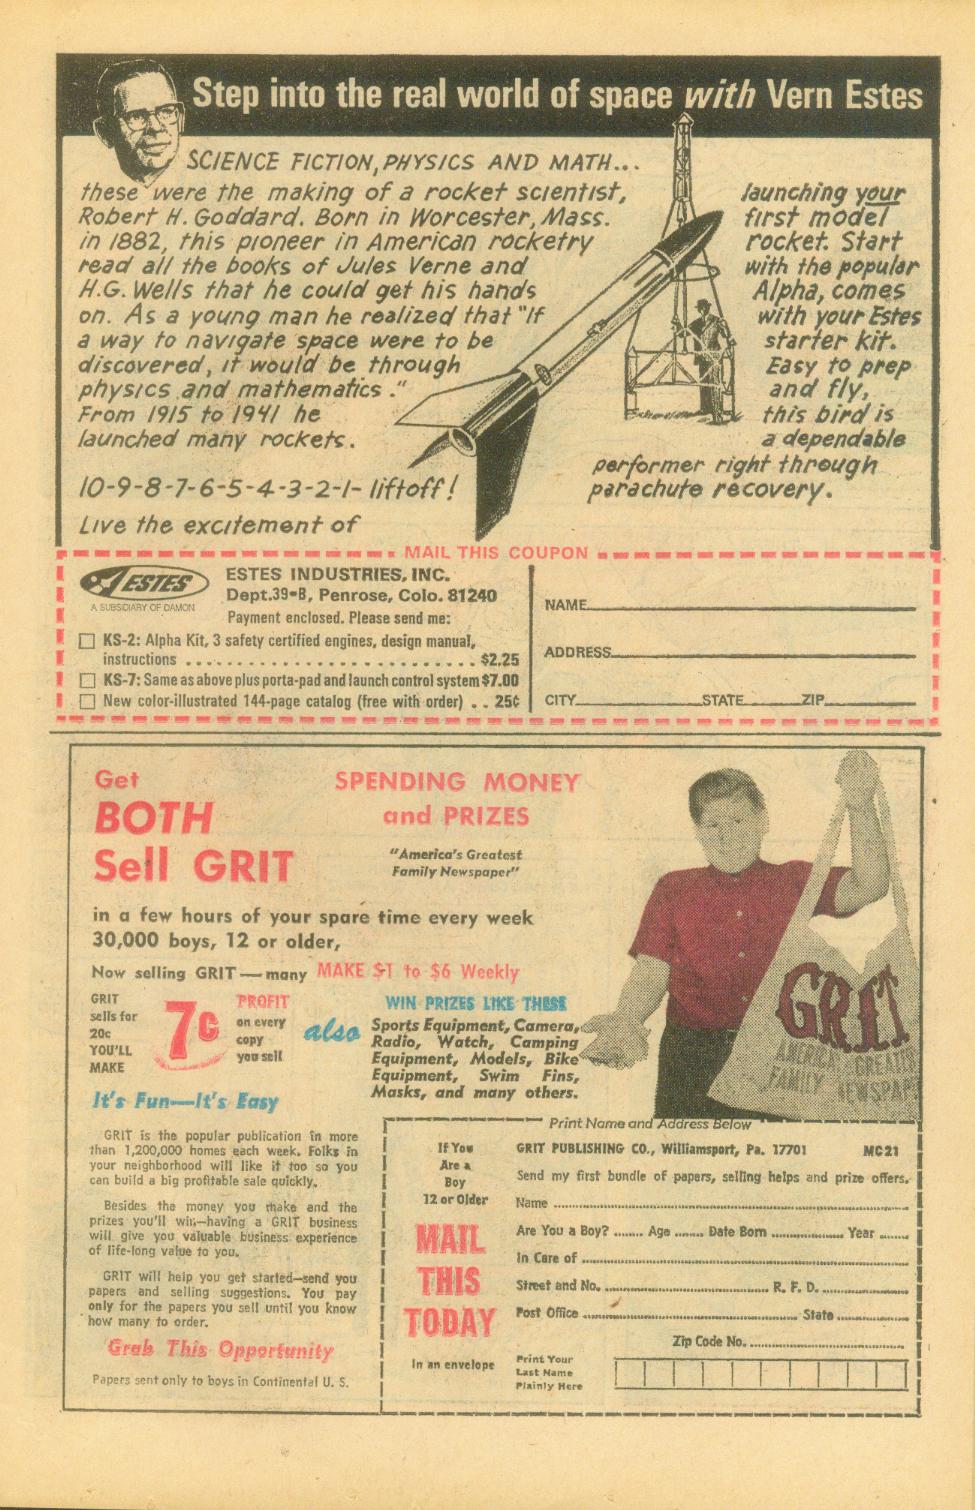 Step into the real world of space with Vern Estes
SCIENCE FICTION, PHYSICS AND MATH...
these were the making of a rocket scientist,
Robert H. Goddard. Born in Worcester, Mass.
in 1882, this pioneer in American rocketry
read all the books of Jules Verne and
H.G. Wells that he could get his hands
on. As a young man he realized that "If
a way to navigate space were to be
discovered, it would be through
physics and mathematics."
From 1915 to 1941 he
launched many rockets.
10-9-8-7-6-5-4-3-2-1- liftoff!
Live the excitement of
launching your
first model
rocket. Start
with the popular
Alpha, comes
with your Estes
starter kit.
Easy to prep
and fly,
this bird is
a dependable
performer right through
parachute recovery.
MAIL THIS COUPON
ESTES
A SUBSIDIARY OF DAMON
ESTES INDUSTRIES, INC.
Dept.39-B, Penrose, Colo. 81240
Payment enclosed. Please send me:
KS-2: Alpha Kit, 3 safety certified engines, design manual,
instructions . . . . . . . . . . . . . . . . . . . . . . . . . . $2.25
KS-7: Same as above plus porta-pad and launch control system $7.00
New color-illustrated 144-page catalog (free with order) . . 25¢
NAME
ADDRESS
CITY STATE ZIP
Get
BOTH
Sell GRIT
SPENDING MONEY
and PRIZES
"America's Greatest
Family Newspaper"
in a few hours of your spare time every week
30,000 boys, 12 or older,
Now selling GRIT—many MAKE $1 to $6 Weekly
GRIT
sells for
20c
YOU'LL
MAKE
7c
PROFIT
on every
copy
you sell
also
WIN PRIZES LIKE THESE
Sports Equipment, Camera,
Radio, Watch, Camping
Equipment, Models, Bike
Equipment, Swim Fins,
Masks, and many others.
It's Fun—It's Easy
GRIT is the popular publication in more
than 1,200,000 homes each week. Folks in
your neighborhood will like it too so you
can build a big profitable sale quickly.
Besides the money you make and the
prizes you'll win—having a GRIT business
will give you valuable business experience
of life-long value to you.
GRIT will help you get started—send you
papers and selling suggestions. You pay
only for the papers you sell until you know
how many to order.
Grab This Opportunity
Papers sent only to boys in Continental U. S.
GRIT
AMERICA'S GREATEST
FAMILY NEWSPAP
Print Name and Address Below
If You
Are a
Boy
12 or Older
MAIL
THIS
TODAY
In an envelope
GRIT PUBLISHING CO., Williamsport, Pa. 17701 MC21
Send my first bundle of papers, selling helps and prize offers.
Name
Are You a Boy? ....... Age ....... Date Born .................. Year .......
In Care of
Street and No. R. F. D.
Post Office State
Zip Code No.
Print Your
Last Name
Plainly Here